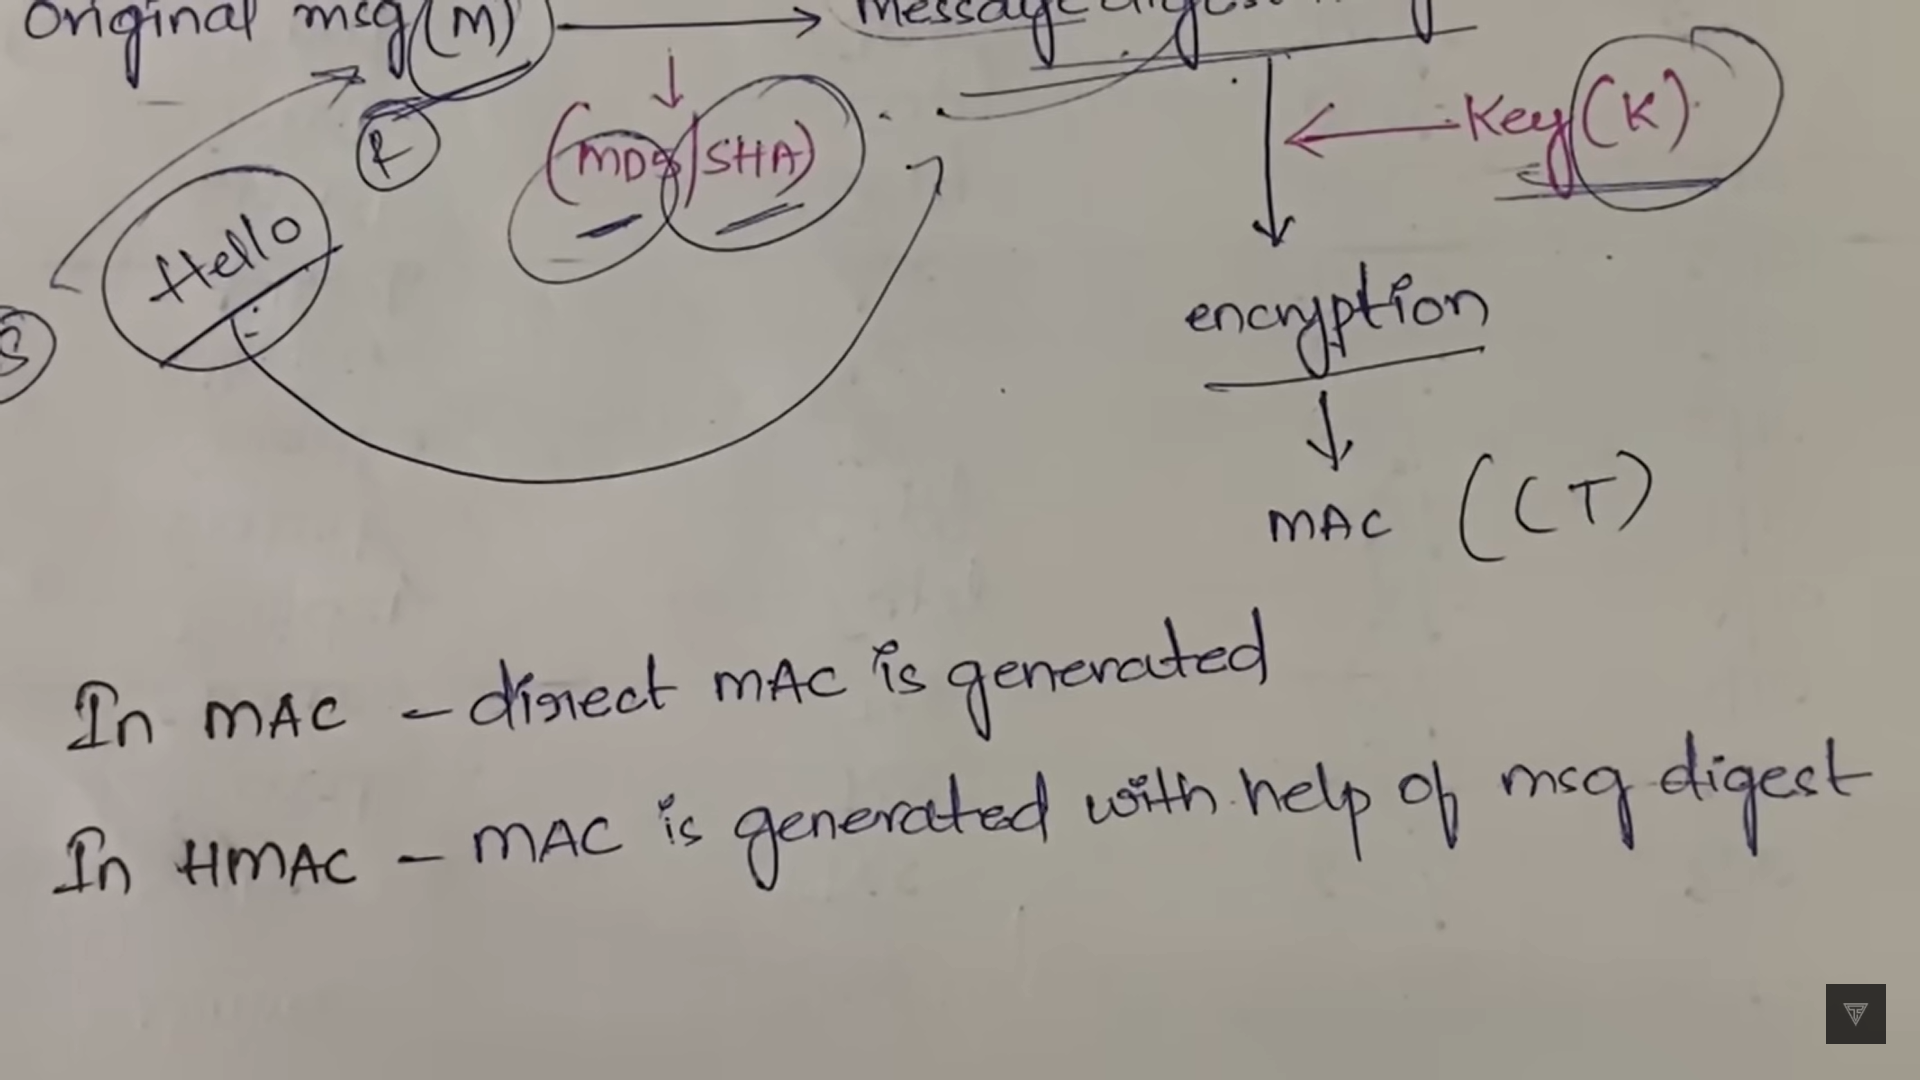 Original msg (M) → Message digest
(MD5/SHA) ← Key (K)
R
Hello
S
encryption
MAC (CT)
In MAC - direct MAC is generated
In HMAC - MAC is generated with help of msg digest